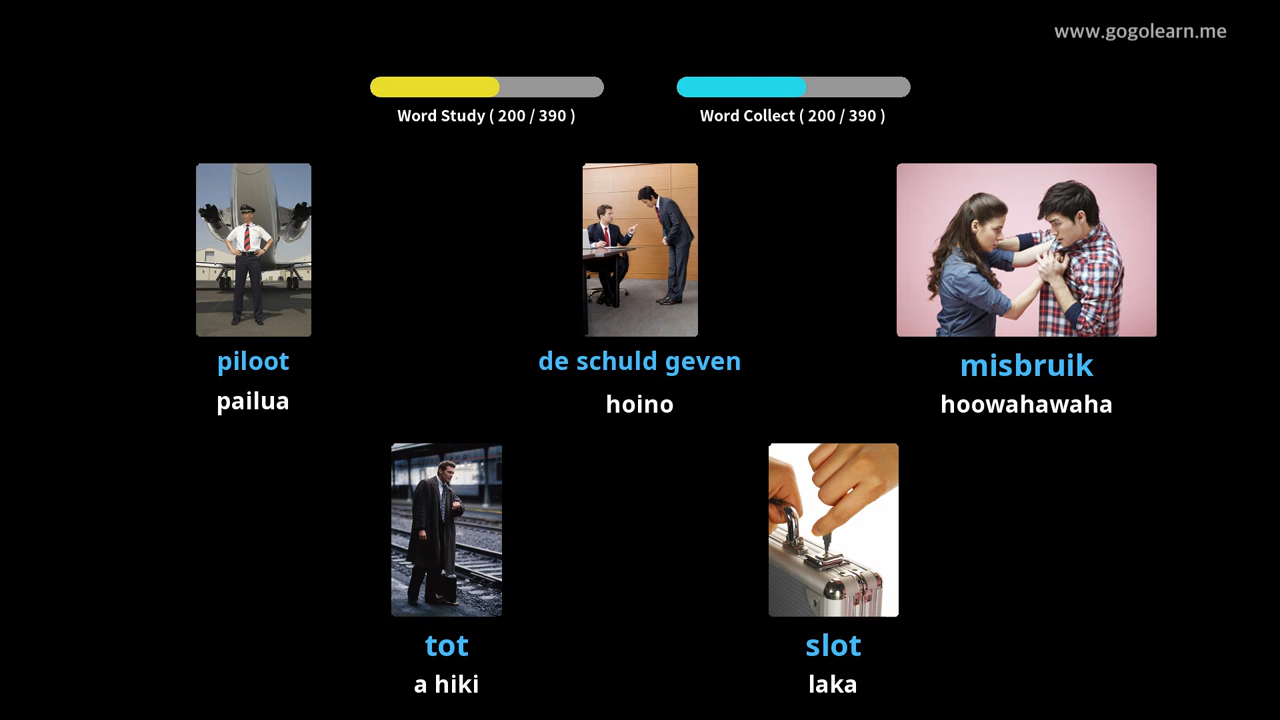 www.gogolearn.me
Word Study ( 200 / 390 )
Word Collect ( 200 / 390 )
piloot
pailua
de schuld geven
hoino
misbruik
hoowahawaha
tot
a hiki
slot
laka